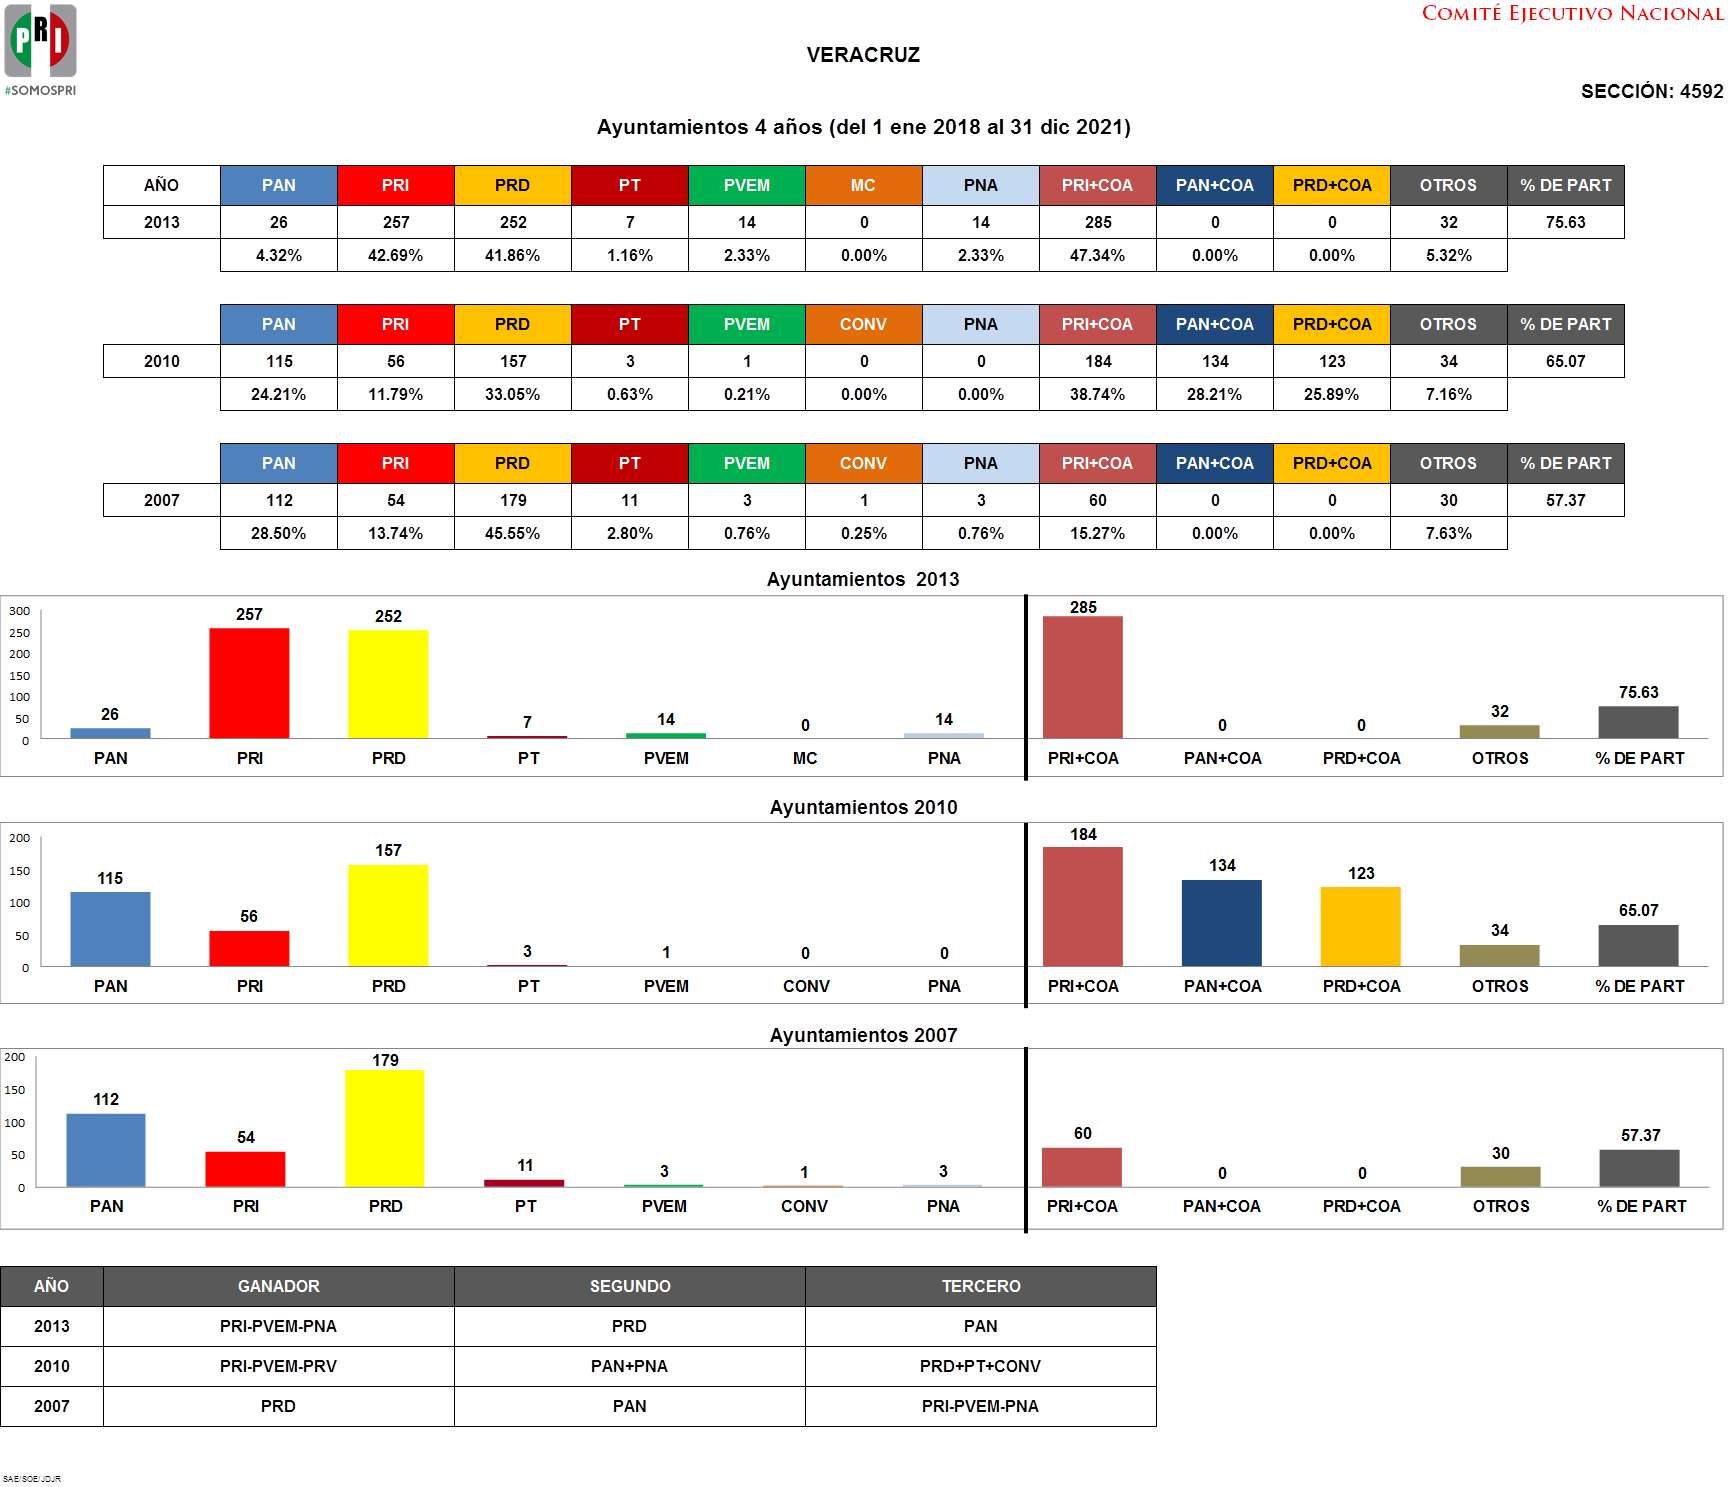 PRI
#SOMOSPRI
COMITÉ EJECUTIVO NACIONAL
VERACRUZ
SECCIÓN: 4592
Ayuntamientos 4 años (del 1 ene 2018 al 31 dic 2021)
AÑO PAN PRI PRD PT PVEM MC PNA PRI+COA PAN+COA PRD+COA OTROS % DE PART
2013 26 257 252 7 14 0 14 285 0 0 32 75.63
4.32% 42.69% 41.86% 1.16% 2.33% 0.00% 2.33% 47.34% 0.00% 0.00% 5.32%
PAN PRI PRD PT PVEM CONV PNA PRI+COA PAN+COA PRD+COA OTROS % DE PART
2010 115 56 157 3 1 0 0 184 134 123 34 65.07
24.21% 11.79% 33.05% 0.63% 0.21% 0.00% 0.00% 38.74% 28.21% 25.89% 7.16%
PAN PRI PRD PT PVEM CONV PNA PRI+COA PAN+COA PRD+COA OTROS % DE PART
2007 112 54 179 11 3 1 3 60 0 0 30 57.37
28.50% 13.74% 45.55% 2.80% 0.76% 0.25% 0.76% 15.27% 0.00% 0.00% 7.63%
Ayuntamientos 2013
300
250
200
150
100
50
0
26 257 252 7 14 0 14 285 0 0 32 75.63
PAN PRI PRD PT PVEM MC PNA PRI+COA PAN+COA PRD+COA OTROS % DE PART
Ayuntamientos 2010
200
150
100
50
0
115 56 157 3 1 0 0 184 134 123 34 65.07
PAN PRI PRD PT PVEM CONV PNA PRI+COA PAN+COA PRD+COA OTROS % DE PART
Ayuntamientos 2007
200
150
100
50
0
112 54 179 11 3 1 3 60 0 0 30 57.37
PAN PRI PRD PT PVEM CONV PNA PRI+COA PAN+COA PRD+COA OTROS % DE PART
AÑO GANADOR SEGUNDO TERCERO
2013 PRI-PVEM-PNA PRD PAN
2010 PRI-PVEM-PRV PAN+PNA PRD+PT+CONV
2007 PRD PAN PRI-PVEM-PNA
SAE/SOE/JDJR